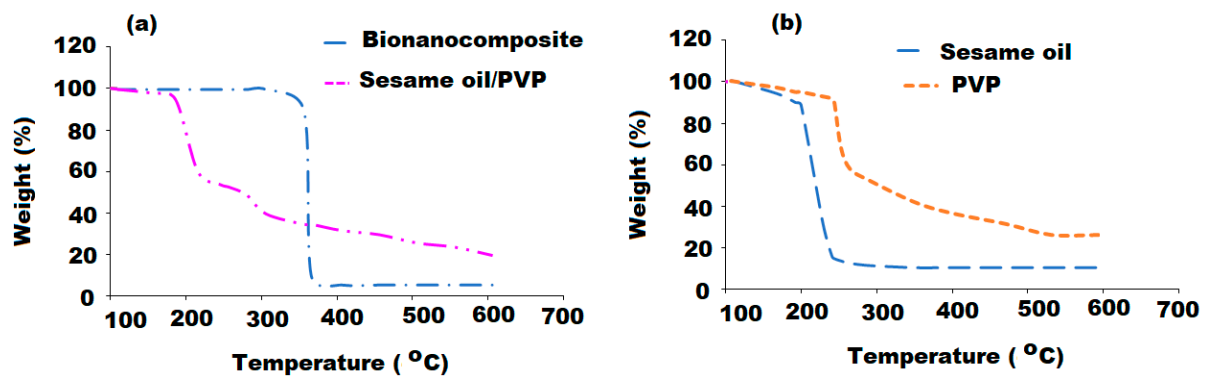 (a)
120
100
80
60
40
20
0
Weight (%)
Bionanocomposite
Sesame oil/PVP
100 200 300 400 500 600 700
Temperature ( °C)
(b)
120
100
80
60
40
20
0
Weight (%)
Sesame oil
PVP
100 200 300 400 500 600 700
Temperature ( °C)